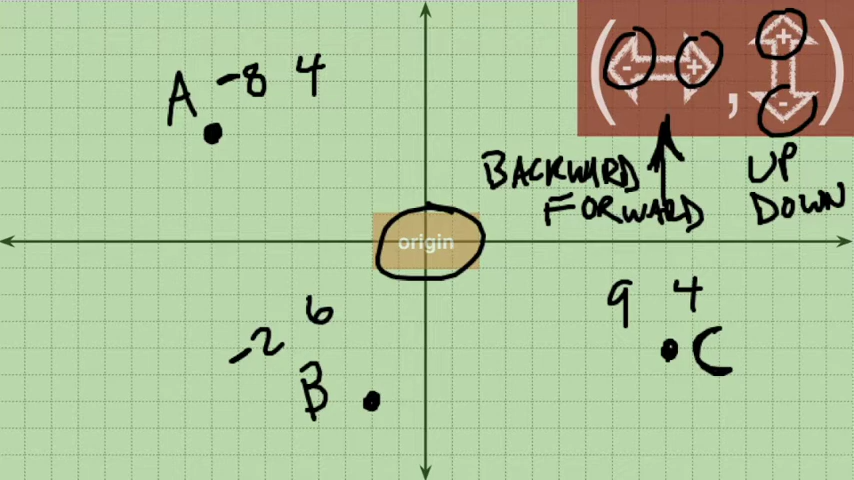 (- +, + -)
A -8 4
BACKWARD
FORWARD
UP
DOWN
origin
-2 6
B
9 4
C